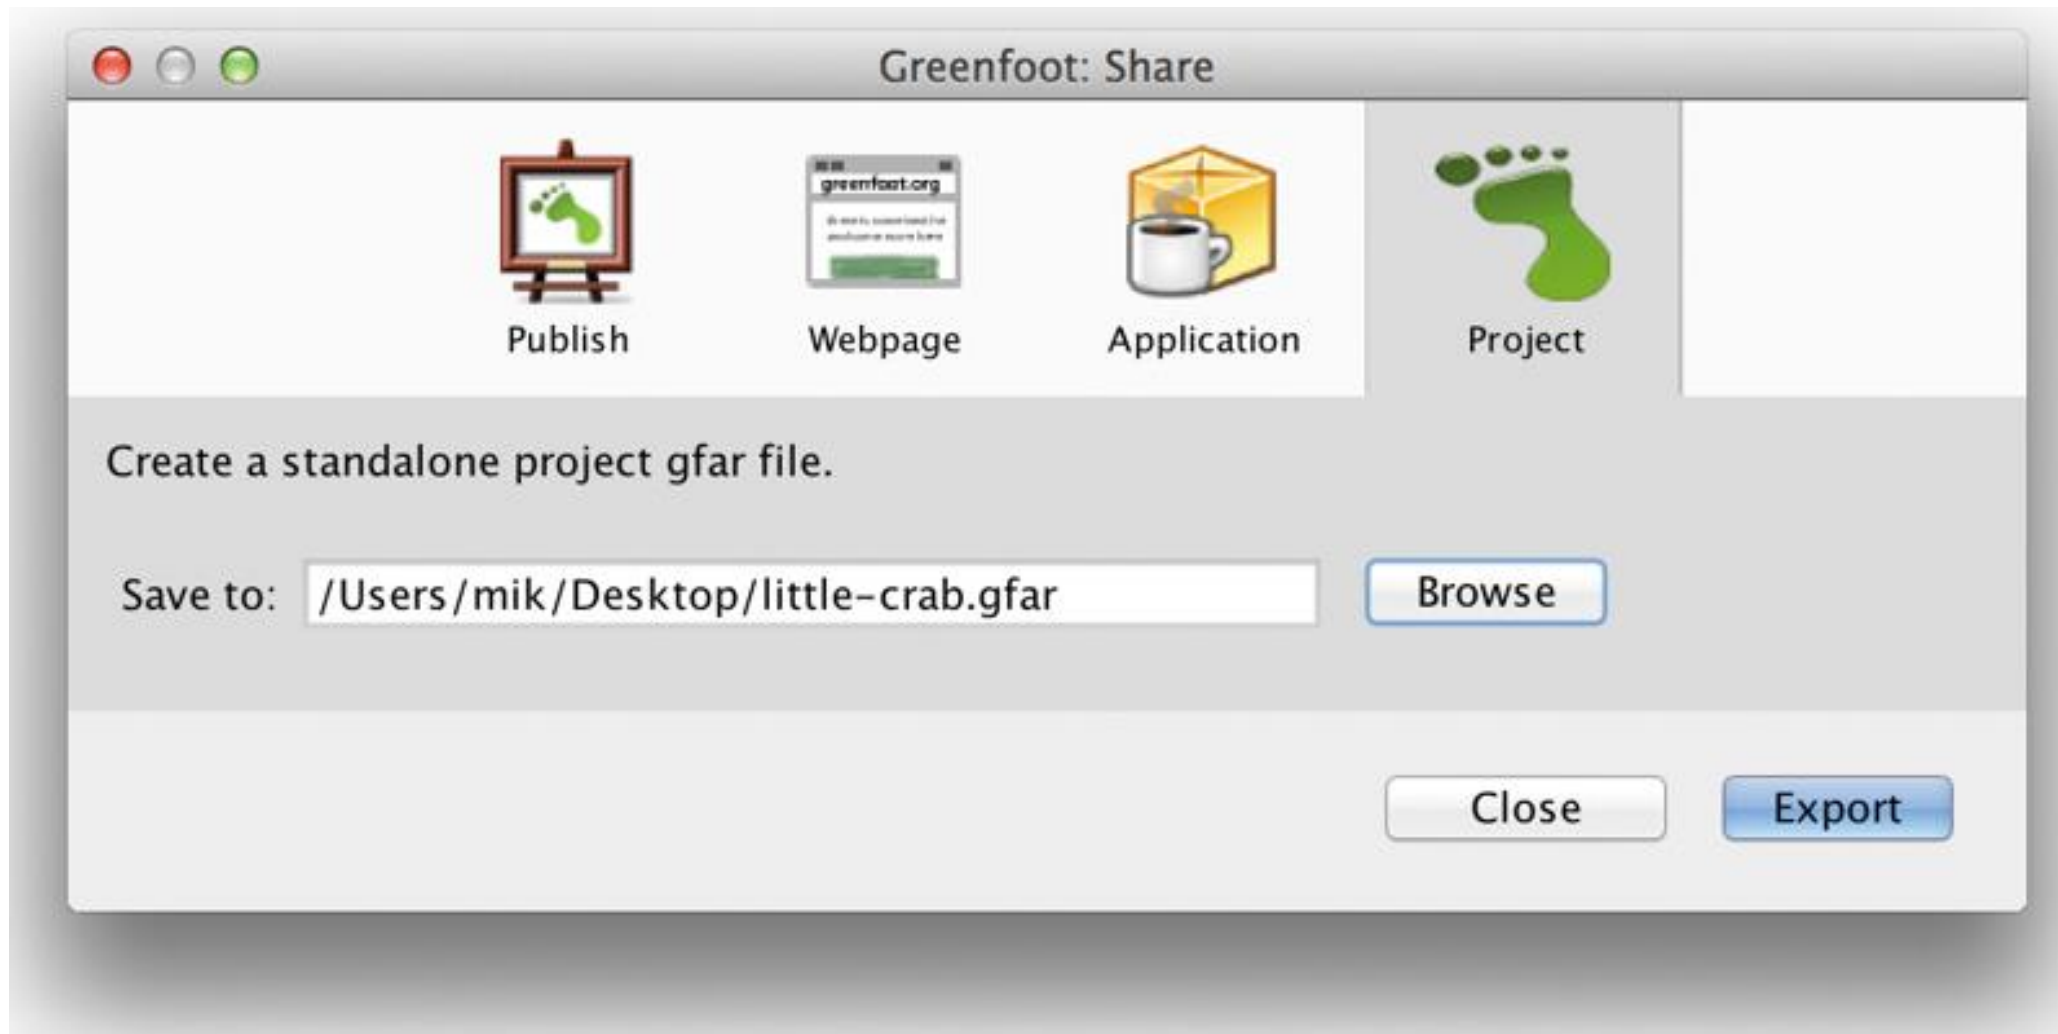 Greenfoot: Share
greenfoot.org
Publish
Webpage
Application
Project
Create a standalone project gfar file.
Save to: /Users/mik/Desktop/little-crab.gfar Browse
Close Export